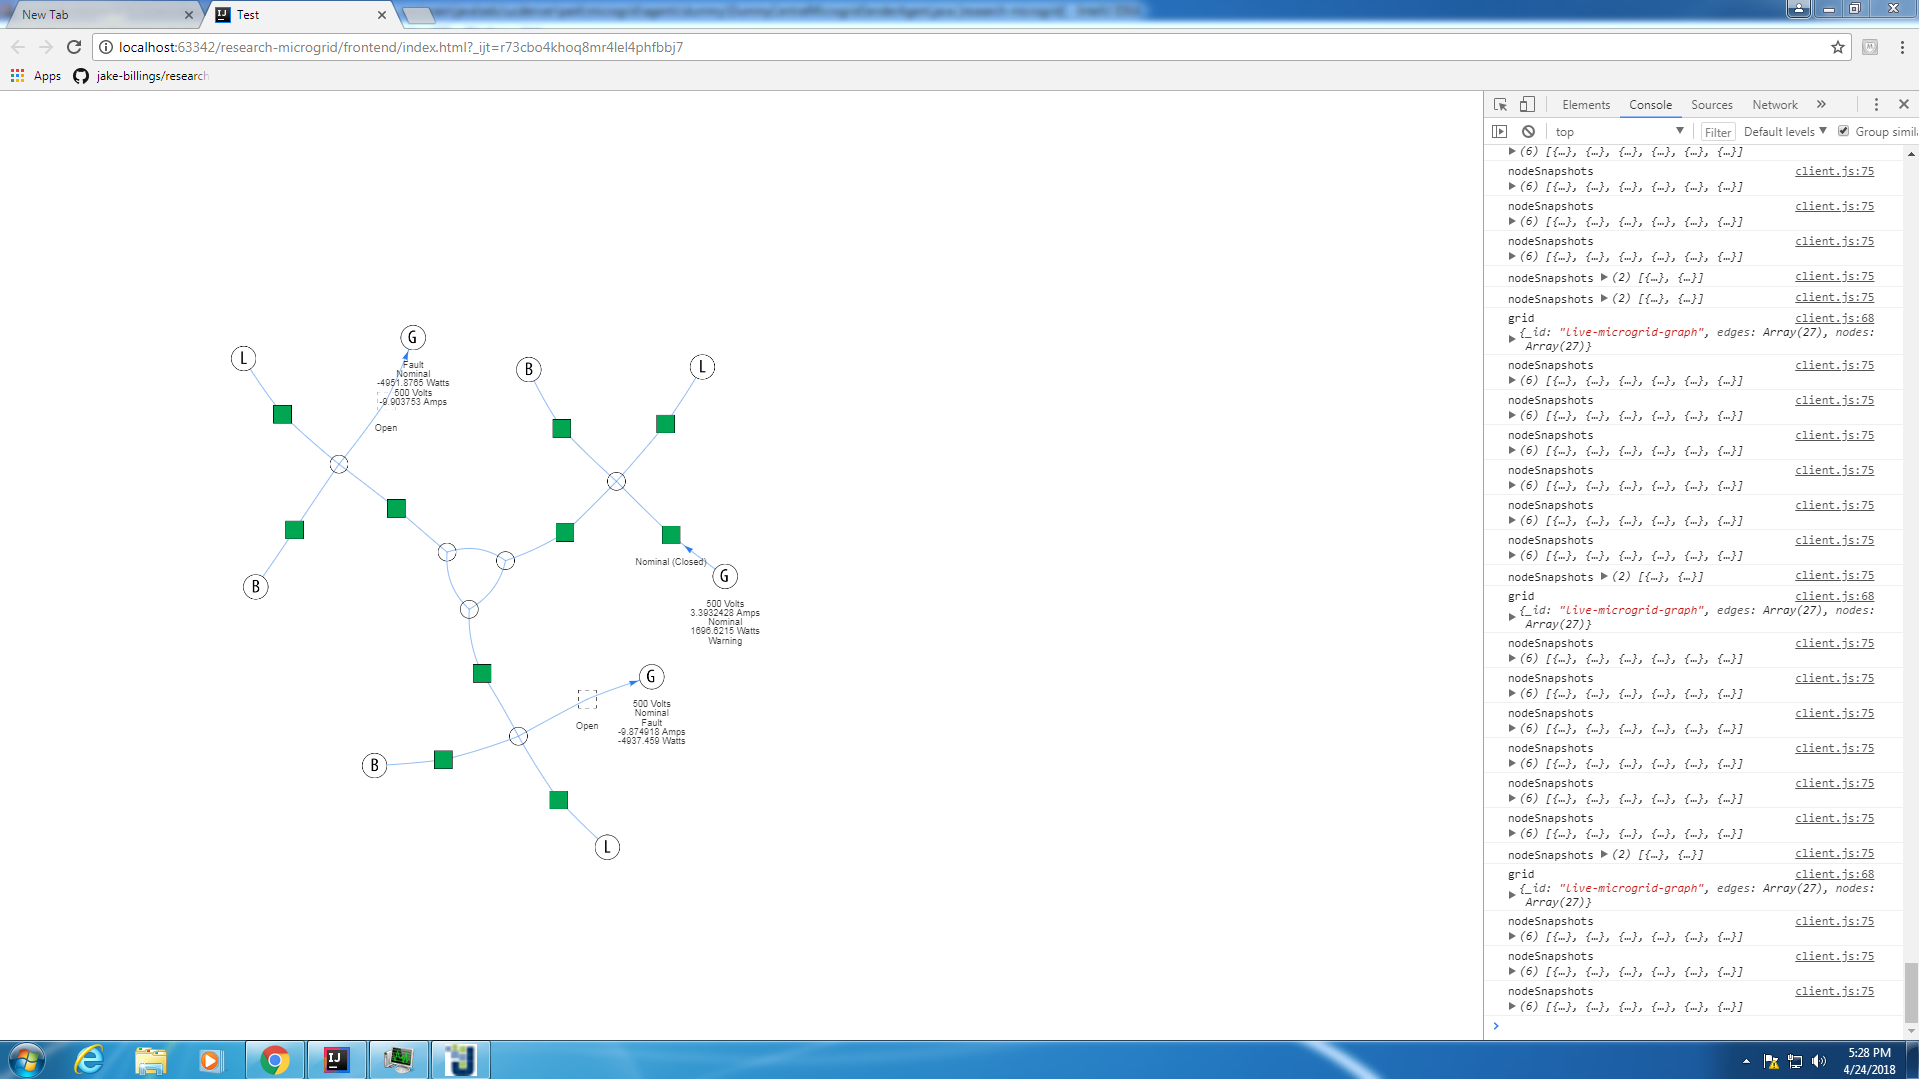 New Tab
Test
localhost:63342/research-microgrid/frontend/index.html?_ijt=r73cbo4khoq8mr4lel4phfbbj7
Apps
jake-billings/research
Elements
Console
Sources
Network
top
Filter
Default levels
Group simil
(6) [{…}, {…}, {…}, {…}, {…}, {…}]
nodeSnapshots client.js:75
(6) [{…}, {…}, {…}, {…}, {…}, {…}]
nodeSnapshots client.js:75
(6) [{…}, {…}, {…}, {…}, {…}, {…}]
nodeSnapshots client.js:75
(6) [{…}, {…}, {…}, {…}, {…}, {…}]
nodeSnapshots (2) [{…}, {…}] client.js:75
nodeSnapshots (2) [{…}, {…}] client.js:75
grid client.js:68
{_id: "live-microgrid-graph", edges: Array(27), nodes:
Array(27)}
nodeSnapshots client.js:75
(6) [{…}, {…}, {…}, {…}, {…}, {…}]
nodeSnapshots client.js:75
(6) [{…}, {…}, {…}, {…}, {…}, {…}]
nodeSnapshots client.js:75
(6) [{…}, {…}, {…}, {…}, {…}, {…}]
nodeSnapshots client.js:75
(6) [{…}, {…}, {…}, {…}, {…}, {…}]
nodeSnapshots client.js:75
(6) [{…}, {…}, {…}, {…}, {…}, {…}]
nodeSnapshots client.js:75
(6) [{…}, {…}, {…}, {…}, {…}, {…}]
nodeSnapshots (2) [{…}, {…}] client.js:75
grid client.js:68
{_id: "live-microgrid-graph", edges: Array(27), nodes:
Array(27)}
nodeSnapshots client.js:75
(6) [{…}, {…}, {…}, {…}, {…}, {…}]
nodeSnapshots client.js:75
(6) [{…}, {…}, {…}, {…}, {…}, {…}]
nodeSnapshots client.js:75
(6) [{…}, {…}, {…}, {…}, {…}, {…}]
nodeSnapshots client.js:75
(6) [{…}, {…}, {…}, {…}, {…}, {…}]
nodeSnapshots client.js:75
(6) [{…}, {…}, {…}, {…}, {…}, {…}]
nodeSnapshots client.js:75
(6) [{…}, {…}, {…}, {…}, {…}, {…}]
nodeSnapshots (2) [{…}, {…}] client.js:75
grid client.js:68
{_id: "live-microgrid-graph", edges: Array(27), nodes:
Array(27)}
nodeSnapshots client.js:75
(6) [{…}, {…}, {…}, {…}, {…}, {…}]
nodeSnapshots client.js:75
(6) [{…}, {…}, {…}, {…}, {…}, {…}]
nodeSnapshots client.js:75
(6) [{…}, {…}, {…}, {…}, {…}, {…}]
G
L
Fault
Nominal
-4951.8765 Watts
500 Volts
-9.903753 Amps
Open
B
L
B
Nominal (Closed)
G
500 Volts
3.3932428 Amps
Nominal
1696.6215 Watts
Warning
G
500 Volts
Nominal
Fault
-9.874918 Amps
-4937.459 Watts
Open
B
L
IJ
5:28 PM
4/24/2018